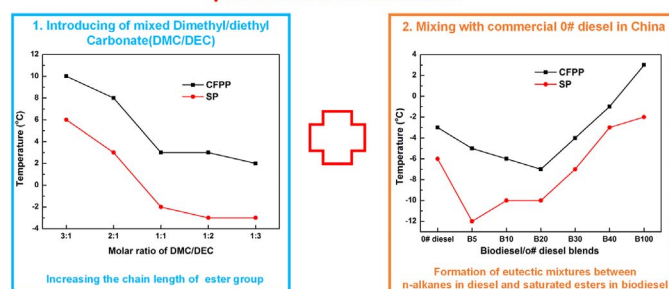 1. Introducing of mixed Dimethyl/diethyl
Carbonate(DMC/DEC)
12
10
8
6
4
2
0
-2
-4
Temperature (°C)
CFPP
SP
3:1
2:1
1:1
1:2
1:3
Molar ratio of DMC/DEC
Increasing the chain length of ester group
2. Mixing with commercial 0# diesel in China
4
2
0
-2
-4
-6
-8
-10
-12
Temperature (°C)
CFPP
SP
0# diesel
B5
B10
B20
B30
B40
B100
Biodiesel/o# diesel blends
Formation of eutectic mixtures between
n-alkanes in diesel and saturated esters in biodiesel